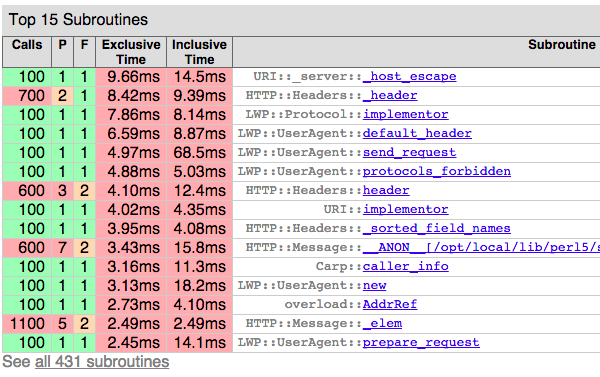 Top 15 Subroutines
Calls P F Exclusive Time Inclusive Time Subroutine
100 1 1 9.66ms 14.5ms URI::_server::_host_escape
700 2 1 8.42ms 9.39ms HTTP::Headers::_header
100 1 1 7.86ms 8.14ms LWP::Protocol::implementor
100 1 1 6.59ms 8.87ms LWP::UserAgent::default_header
100 1 1 4.97ms 68.5ms LWP::UserAgent::send_request
100 1 1 4.88ms 5.03ms LWP::UserAgent::protocols_forbidden
600 3 2 4.10ms 12.4ms HTTP::Headers::header
100 1 1 4.02ms 4.35ms URI::implementor
100 1 1 3.95ms 4.08ms HTTP::Headers::_sorted_field_names
600 7 2 3.43ms 15.8ms HTTP::Message::__ANON__[/opt/local/lib/perl5/s
100 1 1 3.16ms 11.3ms Carp::caller_info
100 1 1 3.13ms 18.2ms LWP::UserAgent::new
100 1 1 2.73ms 4.10ms overload::AddrRef
1100 5 2 2.49ms 2.49ms HTTP::Message::_elem
100 1 1 2.45ms 14.1ms LWP::UserAgent::prepare_request
See all 431 subroutines